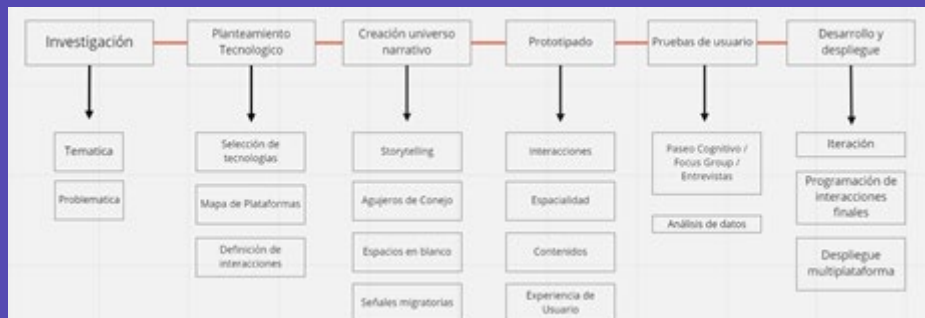 Investigación
Planteamiento
Tecnologico
Creación universo
narrativo
Prototipado
Pruebas de usuario
Desarrollo y
despliegue
Tematica
Problematica
Selección de
tecnologías
Mapa de Plataformas
Definición de
interacciones
Storytelling
Agujeros de Conejo
Espacios en blanco
Señales migratorias
Interacciones
Espacialidad
Contenidos
Experiencia de
Usuario
Paseo Cognitivo /
Focus Group /
Entrevistas
Análisis de datos
Iteración
Programación de
interacciones
finales
Despliegue
multiplataforma